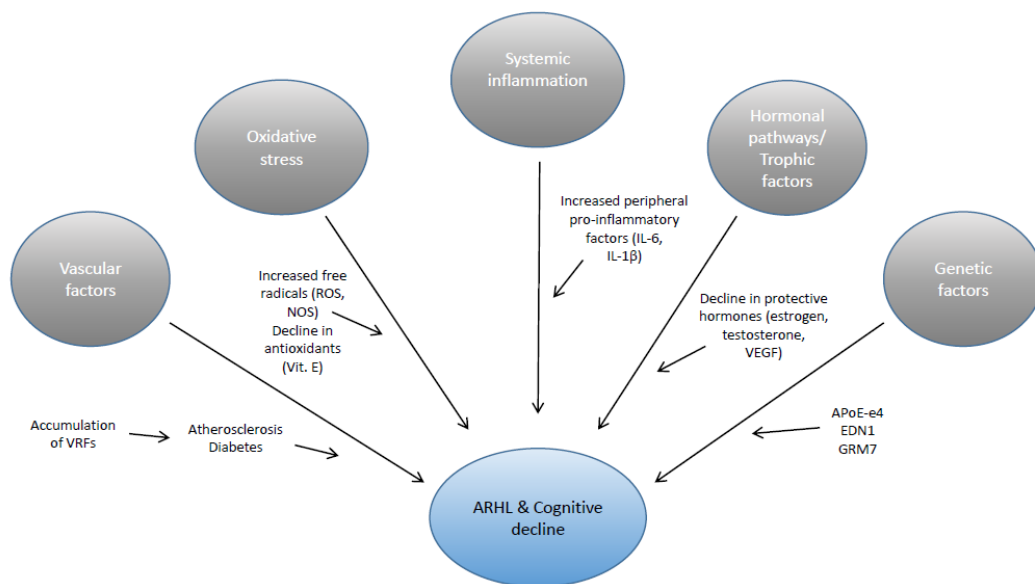 Systemic
inflammation
Oxidative
stress
Hormonal
pathways/
Trophic
factors
Vascular
factors
Genetic
factors
Increased peripheral
pro-inflammatory
factors (IL-6,
IL-1β)
Increased free
radicals (ROS,
NOS)
Decline in
antioxidants
(Vit. E)
Decline in protective
hormones (estrogen,
testosterone,
VEGF)
Accumulation
of VRFs
Atherosclerosis
Diabetes
APoE-e4
EDN1
GRM7
ARHL & Cognitive
decline